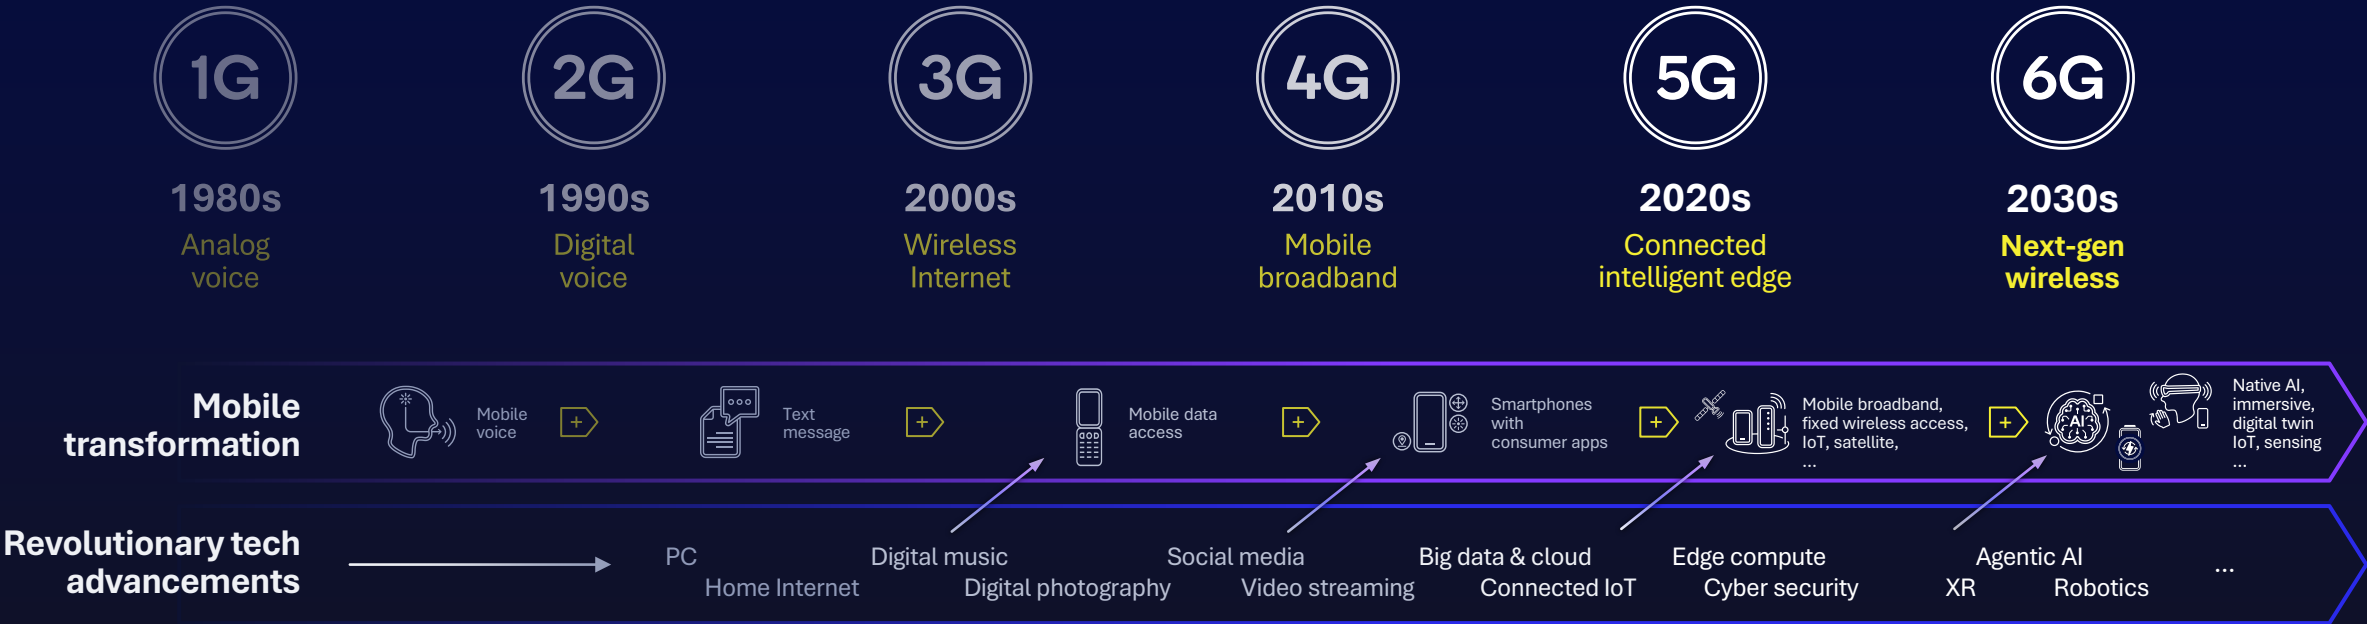 1G
2G
3G
4G
5G
6G
1980s
1990s
2000s
2010s
2020s
2030s
Analog
voice
Digital
voice
Wireless
Internet
Mobile
broadband
Connected
intelligent edge
Next-gen
wireless
Mobile
transformation
Mobile
voice
+
Text
message
+
Mobile data
access
+
Smartphones
with
consumer apps
+
Mobile broadband,
fixed wireless access,
IoT, satellite,
...
+
AI
Native AI,
immersive,
digital twin
IoT, sensing
...
Revolutionary tech
advancements
PC
Home Internet
Digital music
Digital photography
Social media
Video streaming
Big data & cloud
Connected IoT
Edge compute
Cyber security
Agentic AI
XR
Robotics
...